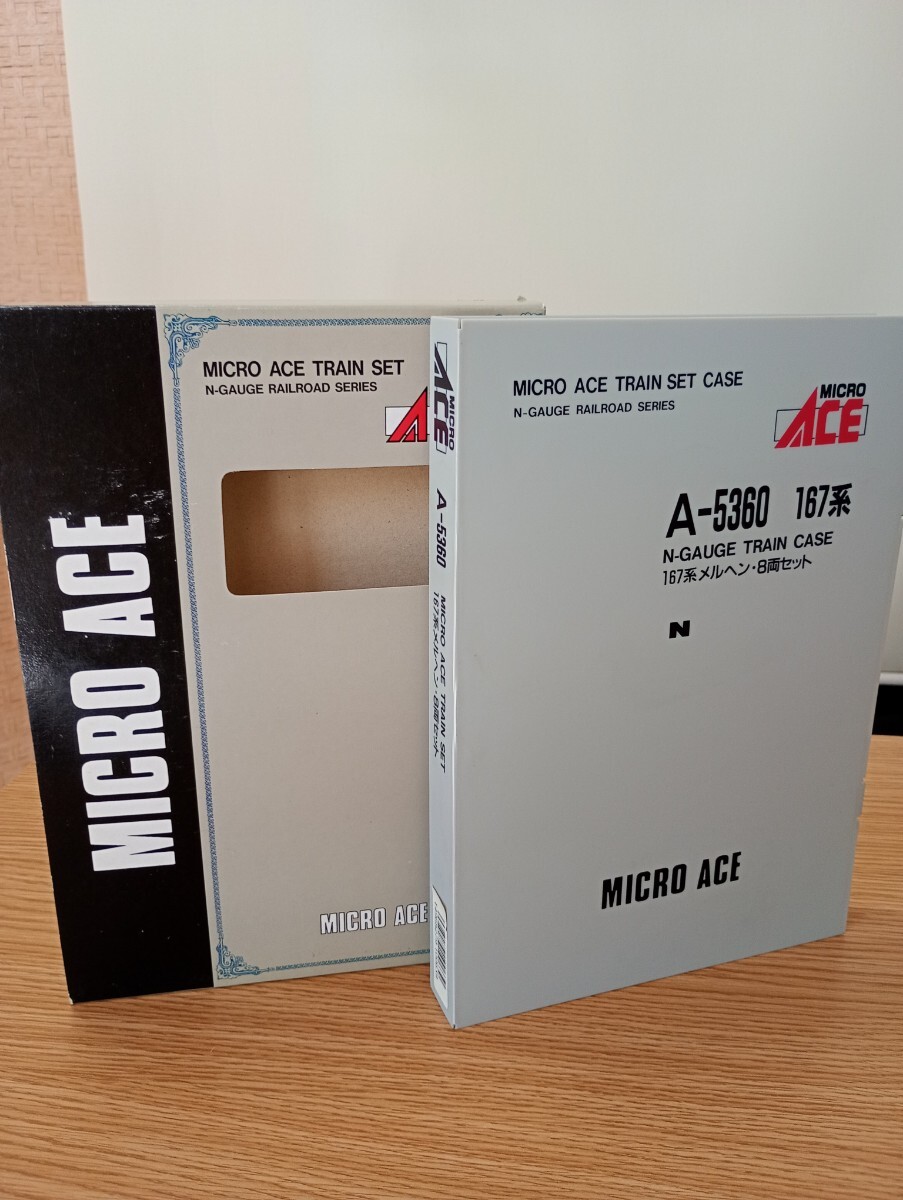 MICRO ACE
MICRO ACE TRAIN SET
N-GAUGE RAILROAD SERIES
MICRO ACE
MICRO ACE
A-5360
MICRO ACE TRAIN SET
167系メルヘン・8両セット
MICRO ACE TRAIN SET CASE
N-GAUGE RAILROAD SERIES
MICRO ACE
A-5360 167系
N-GAUGE TRAIN CASE
167系メルヘン・8両セット
N
MICRO ACE